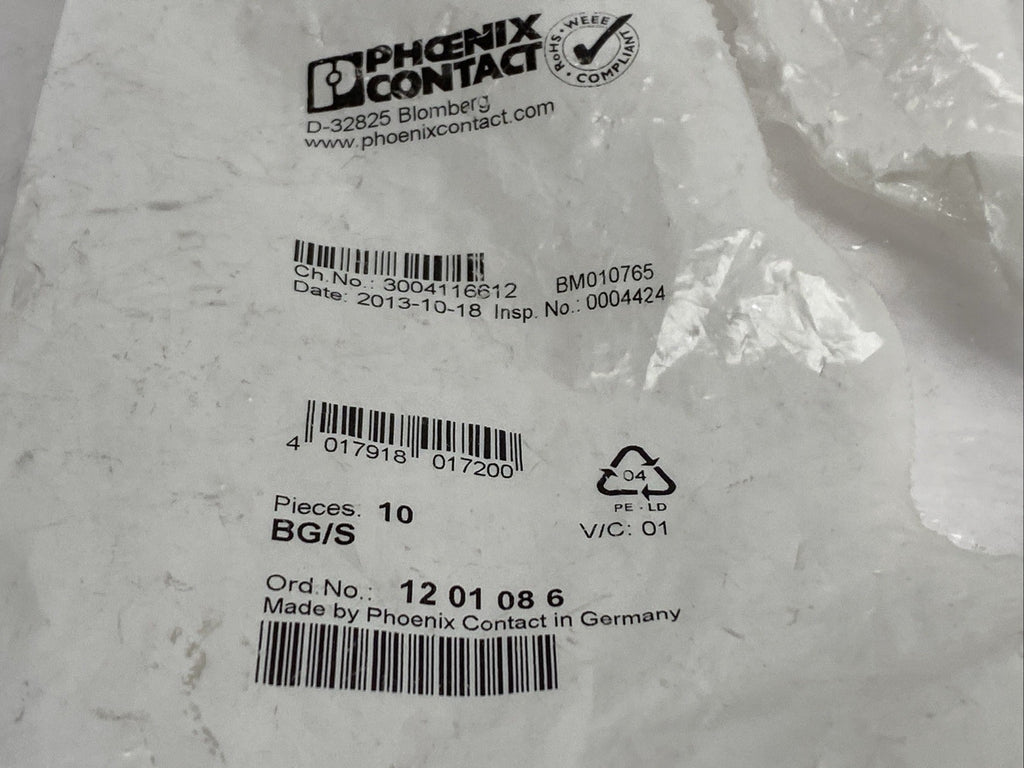 PHŒNIX
CONTACT
RoHS · WEEE · COMPLIANT
D-32825 Blomberg
www.phoenixcontact.com
Ch.No.: 3004116612 BM010765
Date: 2013-10-18 Insp. No.: 0004424
4 017918 017200
04
PE - LD
Pieces: 10
V/C: 01
BG/S
Ord.No.: 12 01 08 6
Made by Phoenix Contact in Germany